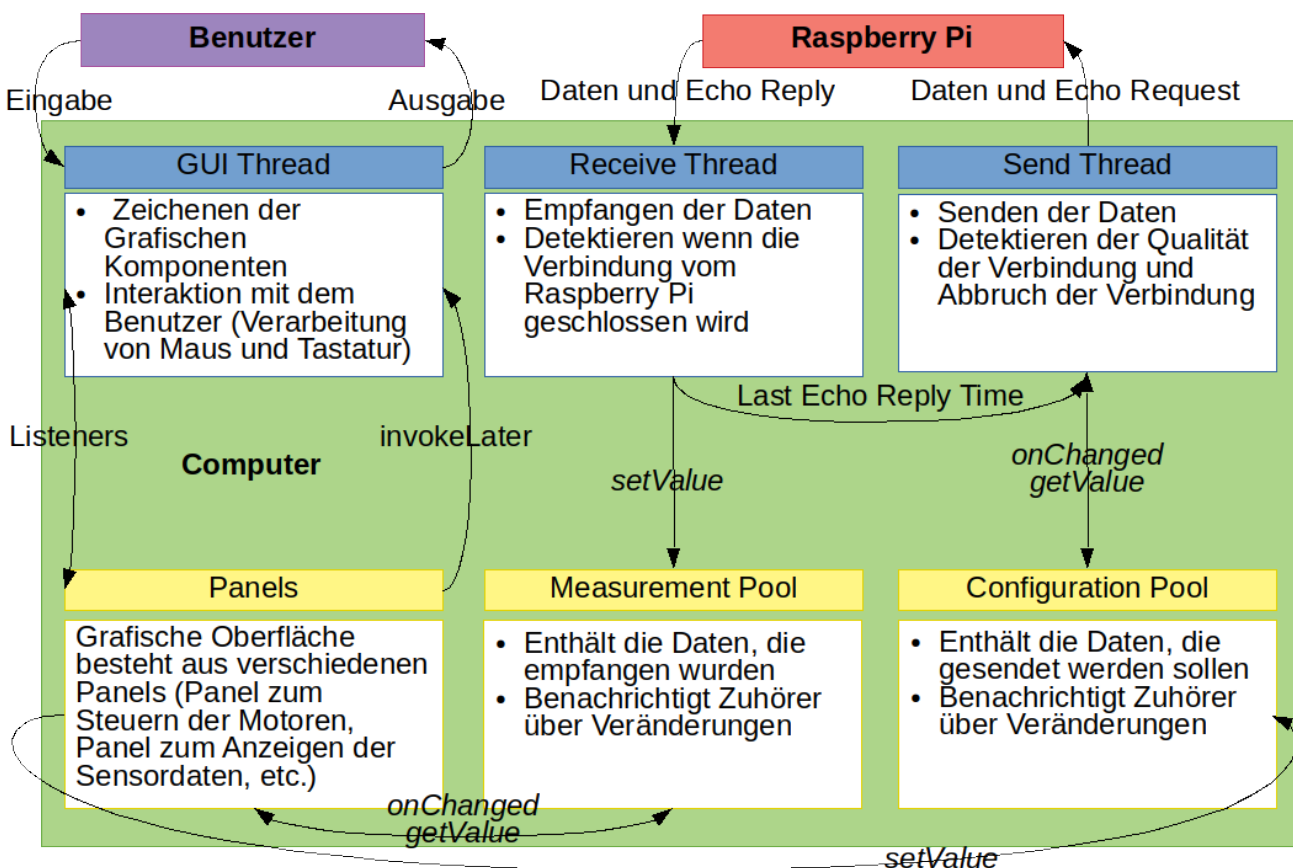 Benutzer
Raspberry Pi
Eingabe
Ausgabe
Daten und Echo Reply
Daten und Echo Request
GUI Thread
• Zeichenen der
Grafischen
Komponenten
• Interaktion mit dem
Benutzer (Verarbeitung
von Maus und Tastatur)
Receive Thread
• Empfangen der Daten
• Detektieren wenn die
Verbindung vom
Raspberry Pi
geschlossen wird
Send Thread
• Senden der Daten
• Detektieren der Qualität
der Verbindung und
Abbruch der Verbindung
Last Echo Reply Time
Listeners
invokeLater
Computer
setValue
onChanged
getValue
Panels
Grafische Oberfläche
besteht aus verschiedenen
Panels (Panel zum
Steuern der Motoren,
Panel zum Anzeigen der
Sensordaten, etc.)
Measurement Pool
• Enthält die Daten, die
empfangen wurden
• Benachrichtigt Zuhörer
über Veränderungen
Configuration Pool
• Enthält die Daten, die
gesendet werden sollen
• Benachrichtigt Zuhörer
über Veränderungen
onChanged
getValue
setValue